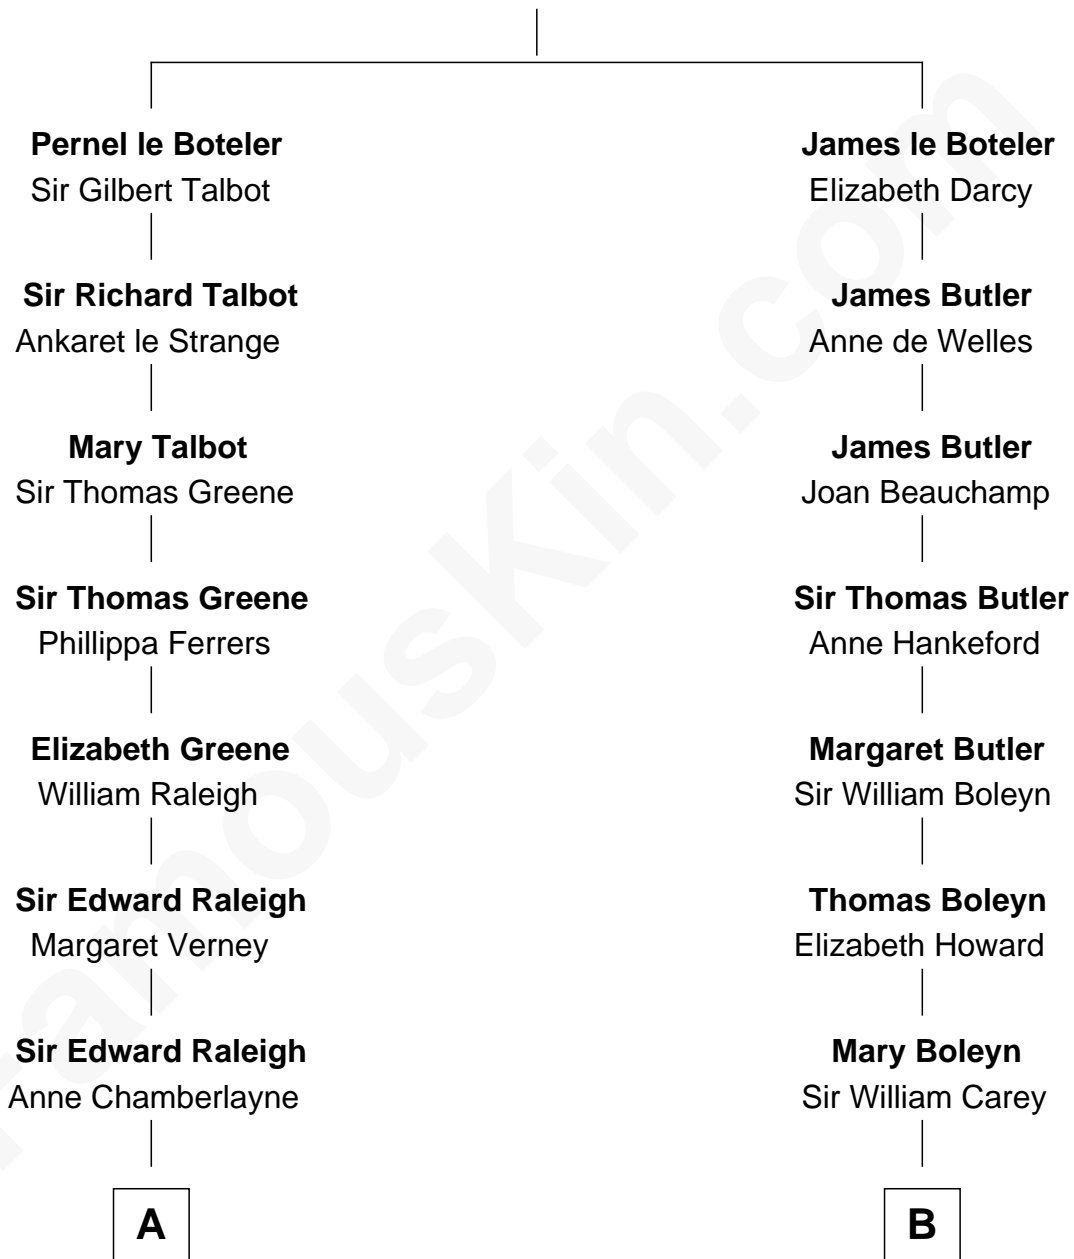 Pernel le Boteler
Sir Gilbert Talbot
Sir Richard Talbot
Ankaret le Strange
Mary Talbot
Sir Thomas Greene
Sir Thomas Greene
Phillippa Ferrers
Elizabeth Greene
William Raleigh
Sir Edward Raleigh
Margaret Verney
Sir Edward Raleigh
Anne Chamberlayne
A
James le Boteler
Elizabeth Darcy
James Butler
Anne de Welles
James Butler
Joan Beauchamp
Sir Thomas Butler
Anne Hankeford
Margaret Butler
Sir William Boleyn
Thomas Boleyn
Elizabeth Howard
Mary Boleyn
Sir William Carey
B
FamousKin.com